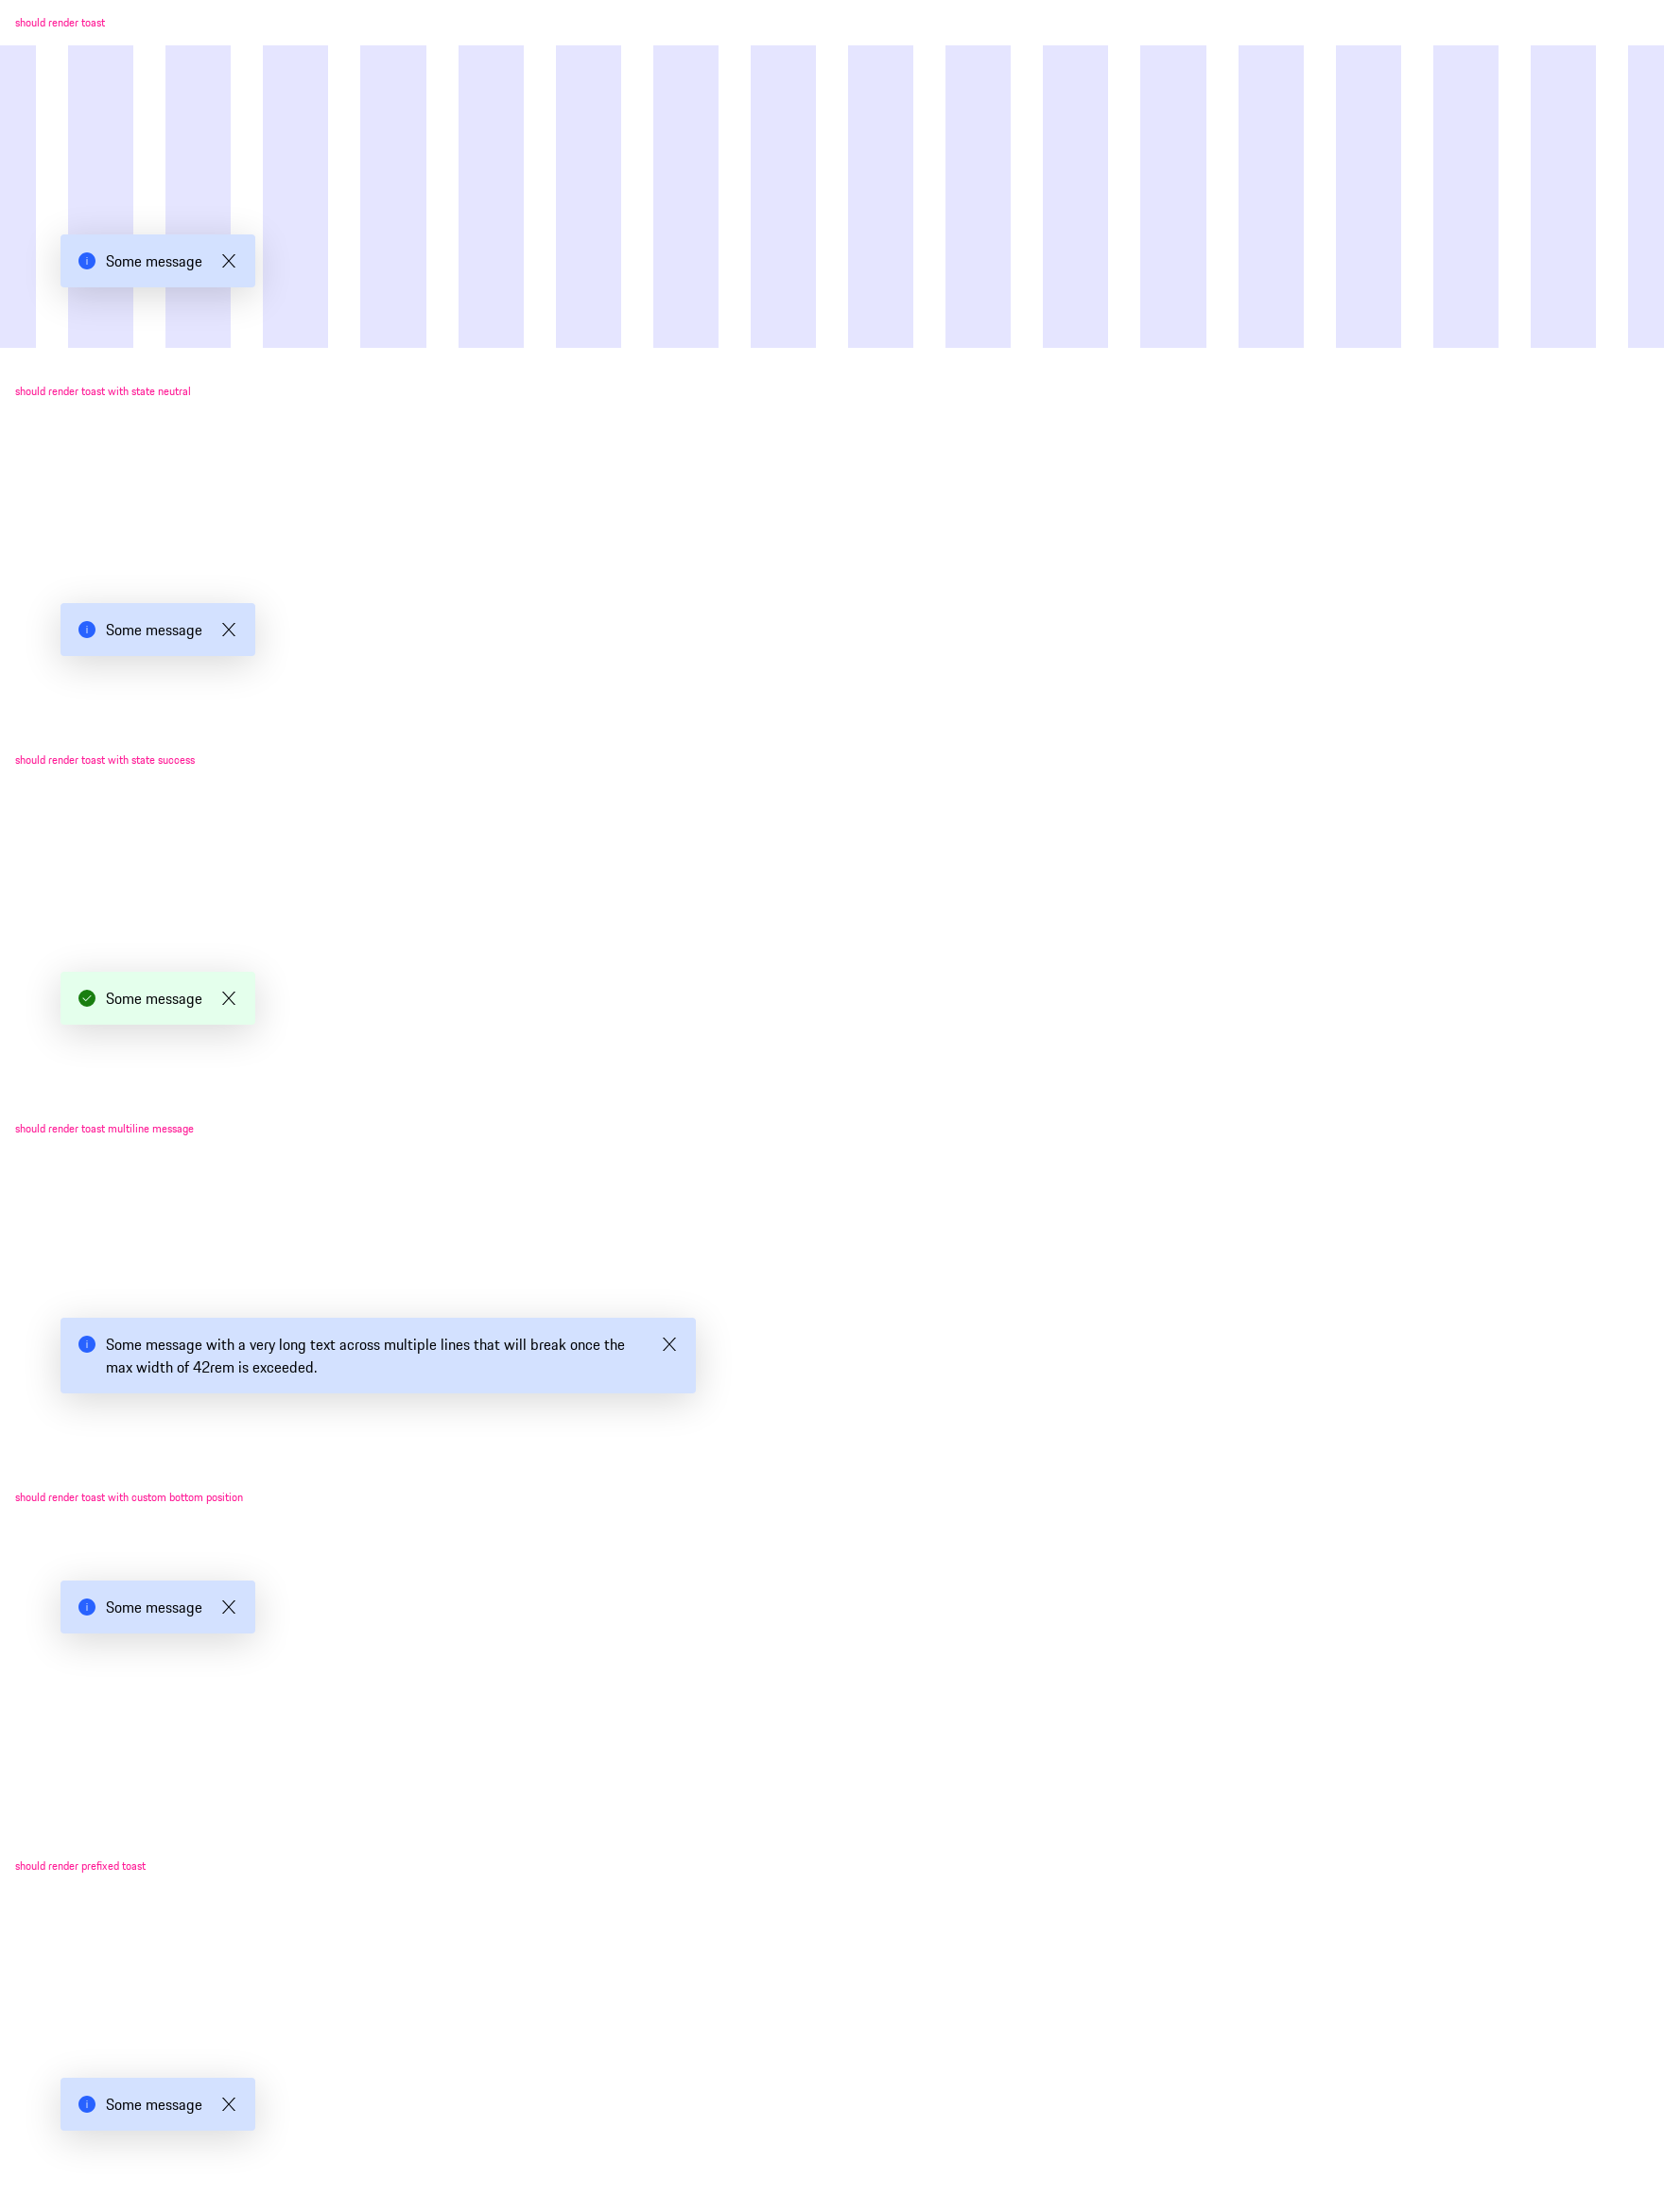 should render toast
Some message
should render toast with state neutral
Some message
should render toast with state success
Some message
should render toast multiline message
Some message with a very long text across multiple lines that will break once the
max width of 42rem is exceeded.
should render toast with custom bottom position
Some message
should render prefixed toast
Some message